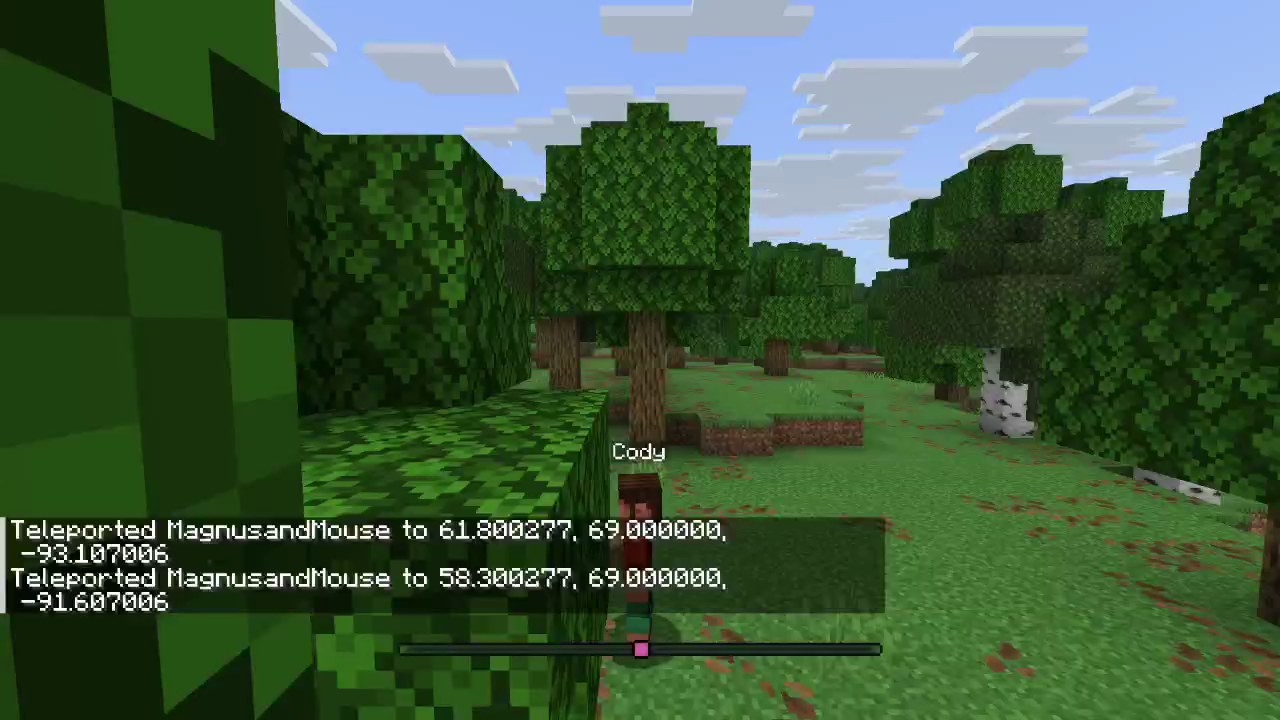 Cody
Teleported MagnusandMouse to 61.800277, 69.000000,
-93.107006
Teleported MagnusandMouse to 58.300277, 69.000000,
-91.607006